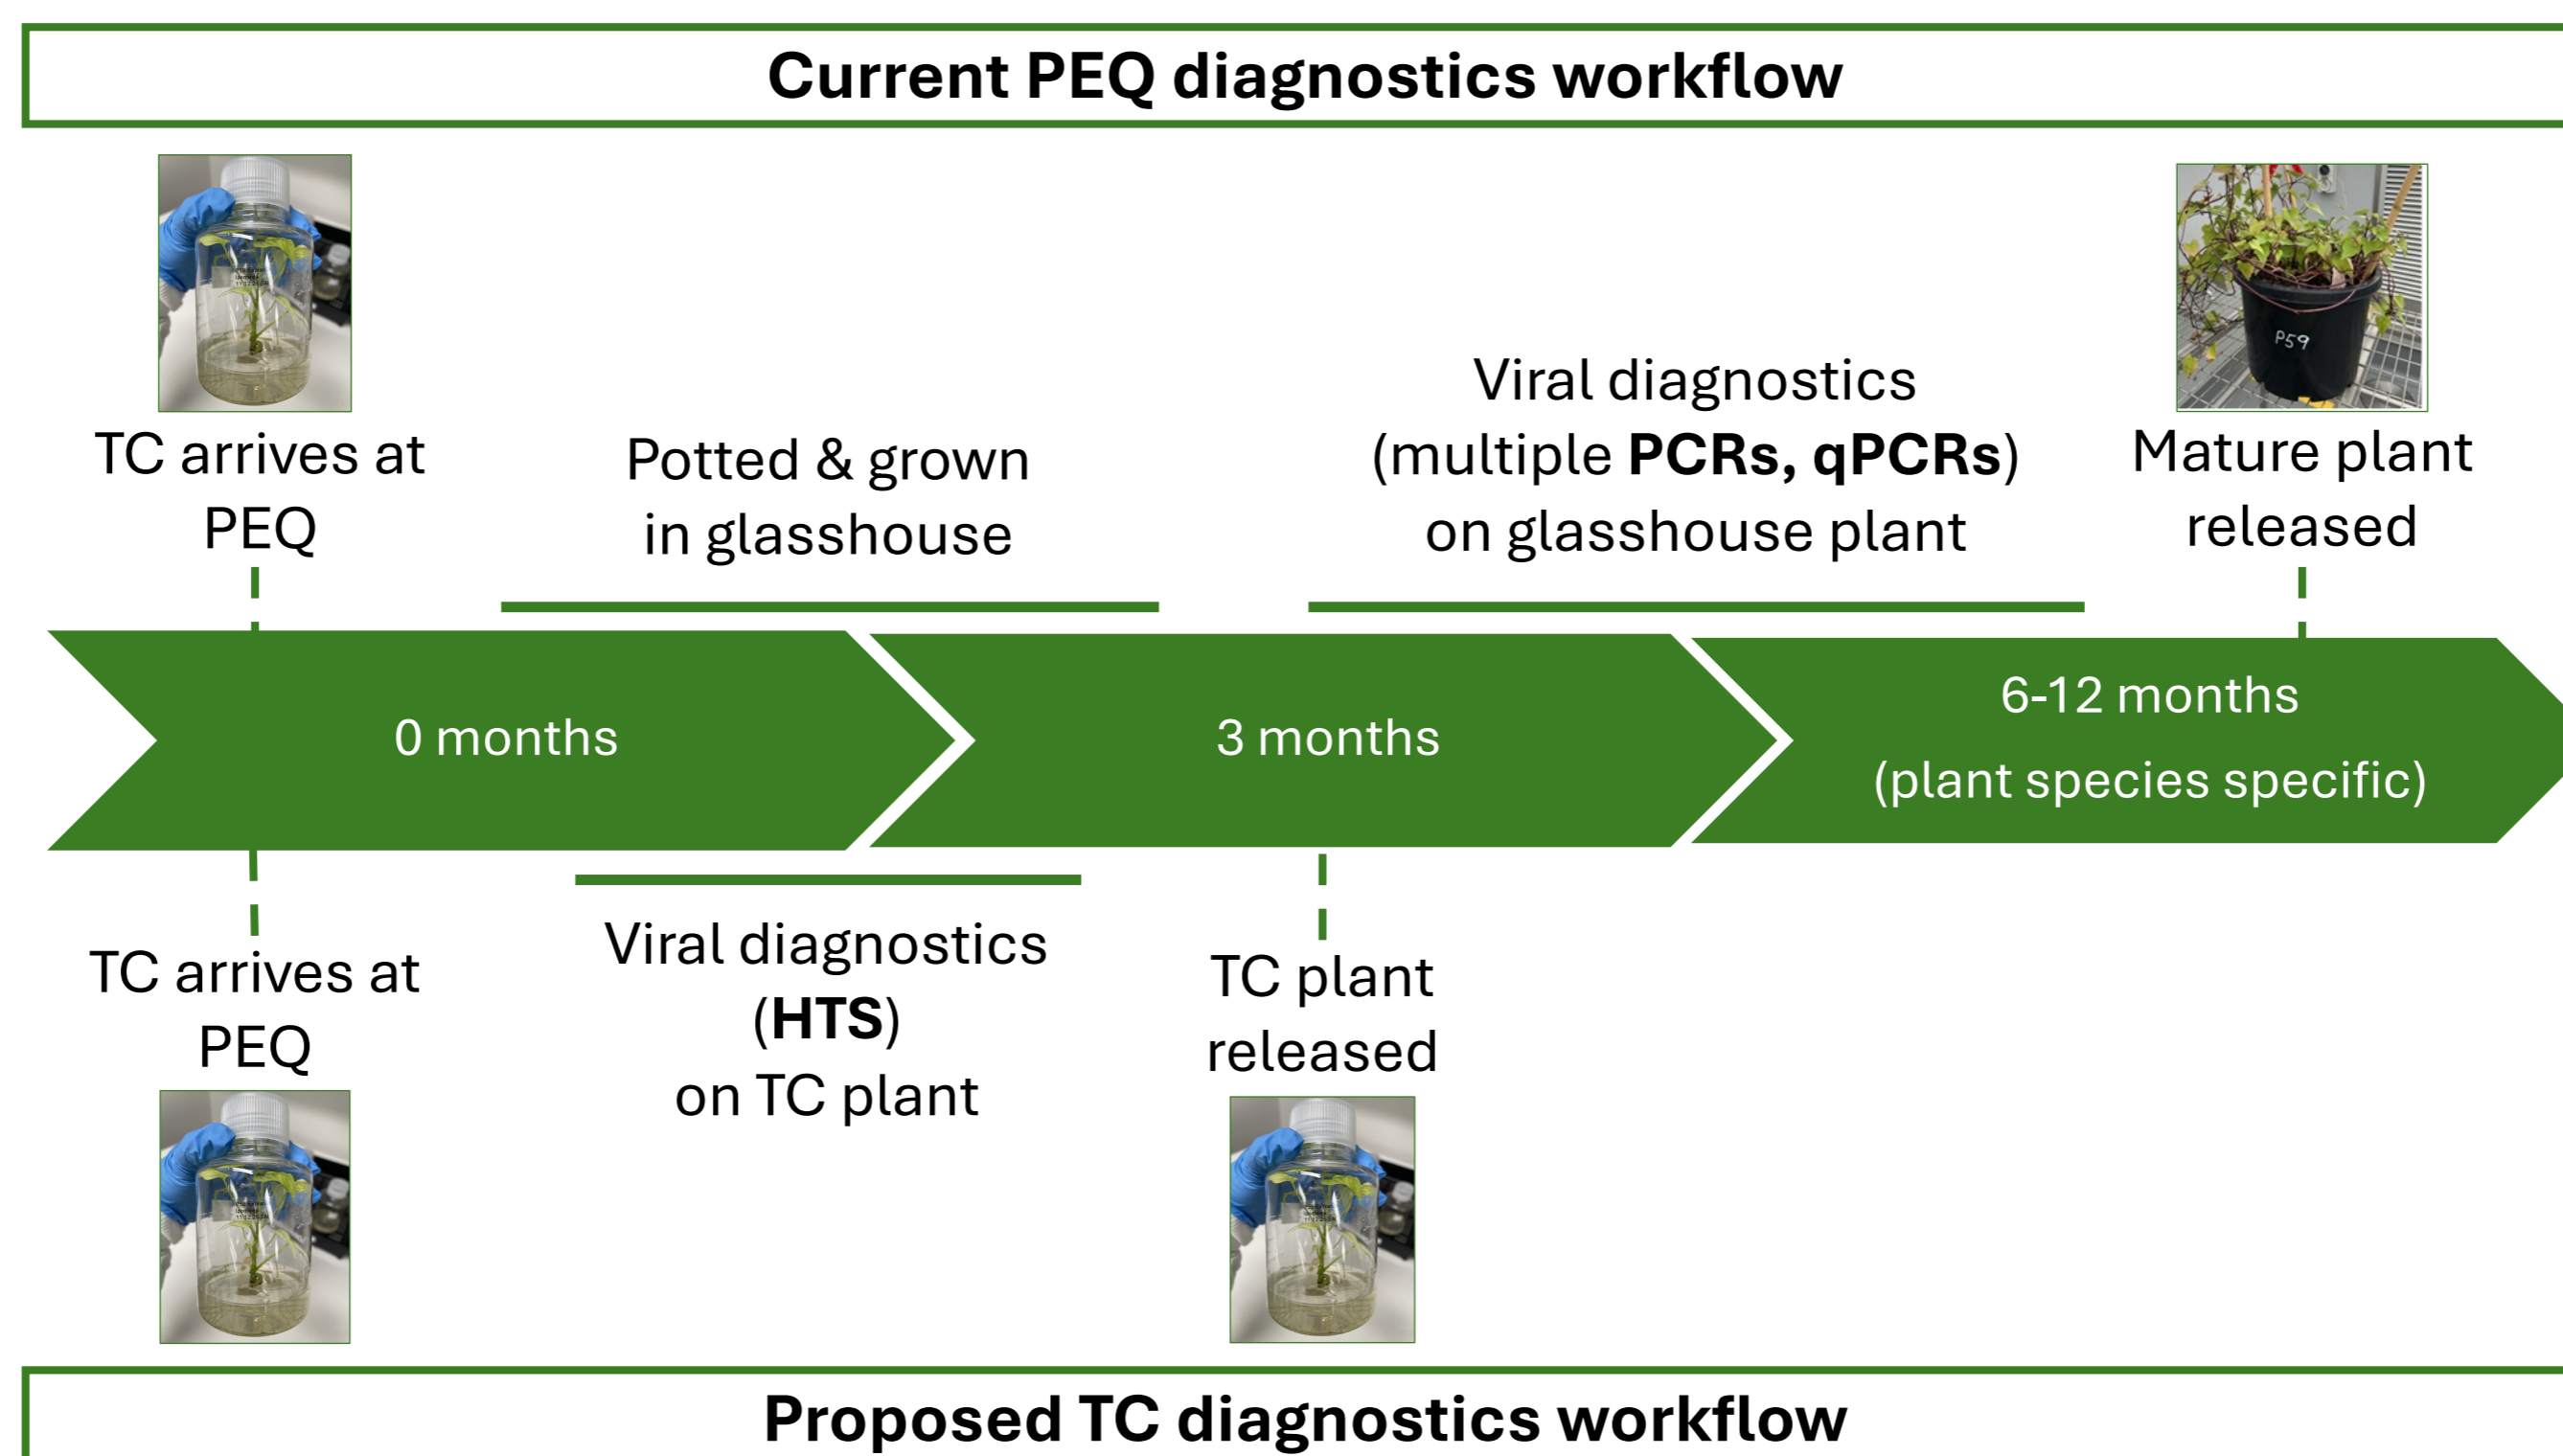 Current PEQ diagnostics workflow
TC arrives at
PEQ
Potted & grown
in glasshouse
Viral diagnostics
(multiple PCRs, qPCRs)
on glasshouse plant
P59
Mature plant
released
0 months
3 months
6-12 months
(plant species specific)
TC arrives at
PEQ
Viral diagnostics
(HTS)
on TC plant
TC plant
released
Proposed TC diagnostics workflow